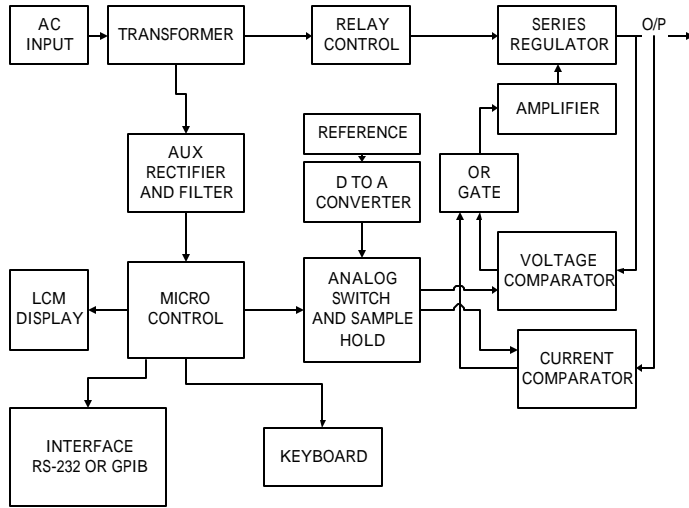 AC
INPUT
TRANSFORMER
RELAY
CONTROL
SERIES
REGULATOR
O/P
AMPLIFIER
REFERENCE
AUX
RECTIFIER
AND FILTER
D TO A
CONVERTER
OR
GATE
LCM
DISPLAY
MICRO
CONTROL
ANALOG
SWITCH
AND SAMPLE
HOLD
VOLTAGE
COMPARATOR
CURRENT
COMPARATOR
INTERFACE
RS-232 OR GPIB
KEYBOARD